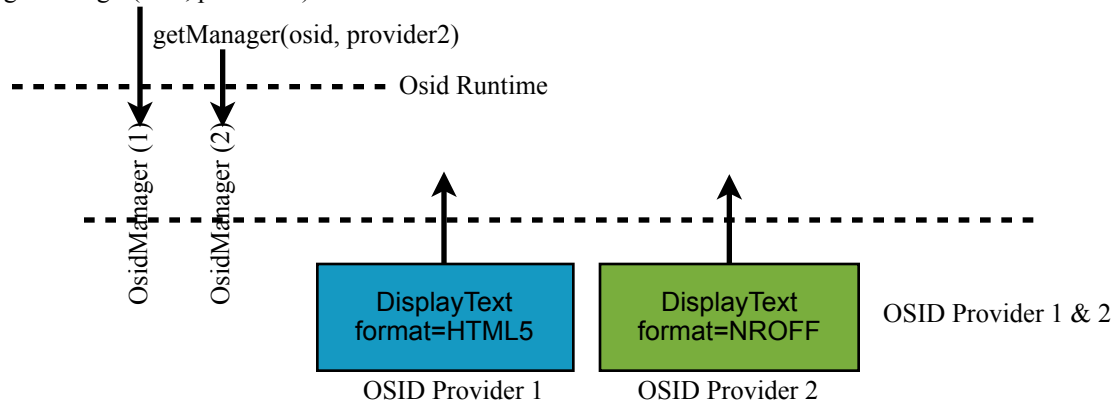 getManager(osid, provider2)
Osid Runtime
OsidManager (1)
OsidManager (2)
DisplayText
format=HTML5
DisplayText
format=NROFF
OSID Provider 1 & 2
OSID Provider 1
OSID Provider 2